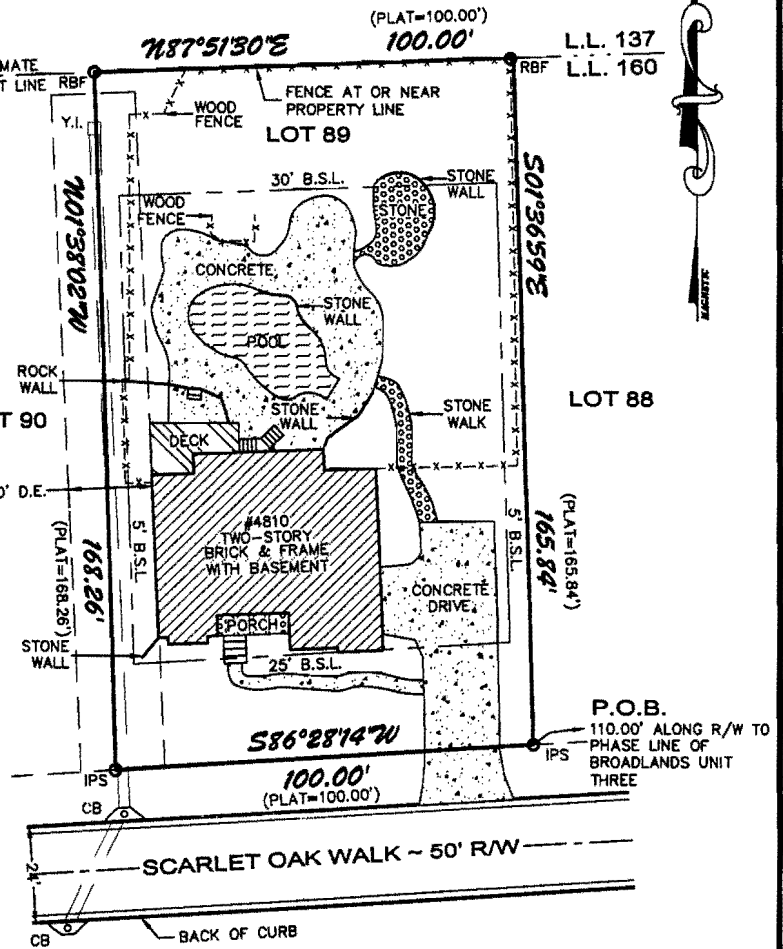 N87°51'30"E
(PLAT=100.00')
100.00'
L.L. 137
L.L. 160
MATE
T LINE
RBF
RBF
FENCE AT OR NEAR
PROPERTY LINE
WOOD
FENCE
Y.I.
LOT 89
30' B.S.L.
STONE
WALL
STONE
WOOD
FENCE
N01°38'02"W
S01°36'59"E
CONCRETE
STONE
WALL
POOL
MAGNETIC
ROCK
WALL
STONE
WALL
STONE
WALK
LOT 88
T 90
DECK
0' D.E.
5' B.S.L.
#4810
TWO-STORY
BRICK & FRAME
WITH BASEMENT
5' B.S.L.
168.26'
(PLAT=168.26')
165.84'
(PLAT=165.84')
CONCRETE
DRIVE
PORCH
STONE
WALL
25' B.S.L.
S86°28'14"W
100.00'
(PLAT=100.00')
P.O.B.
110.00' ALONG R/W TO
PHASE LINE OF
BROADLANDS UNIT
THREE
IPS
IPS
CB
24'
SCARLET OAK WALK ~ 50' R/W
BACK OF CURB
CB